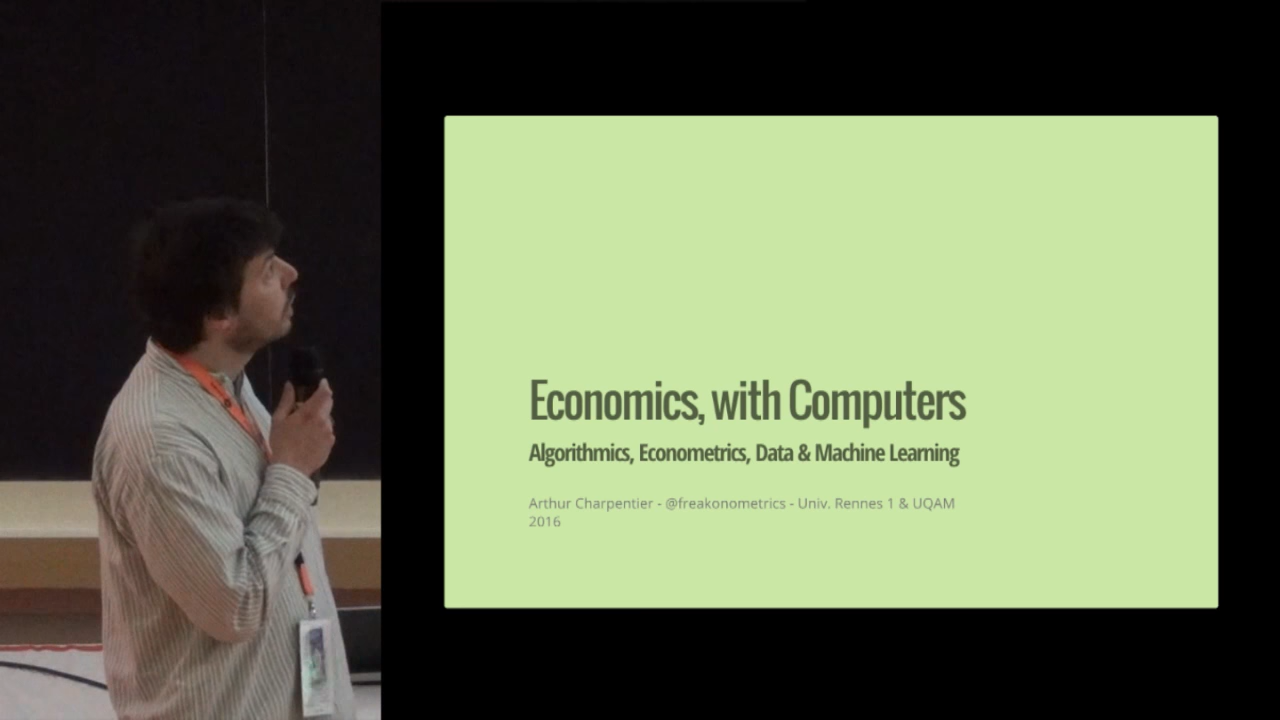 Economics, with Computers
Algorithmics, Econometrics, Data & Machine Learning
Arthur Charpentier - @freakonometrics - Univ. Rennes 1 & UQAM
2016